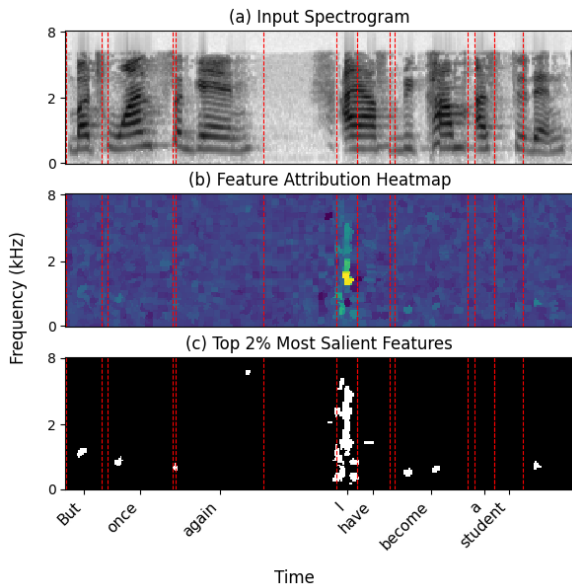 (a) Input Spectrogram
8
2
0
(b) Feature Attribution Heatmap
8
2
0
Frequency (kHz)
(c) Top 2% Most Salient Features
8
2
0
But
once
again
I
have
become
a
student
Time